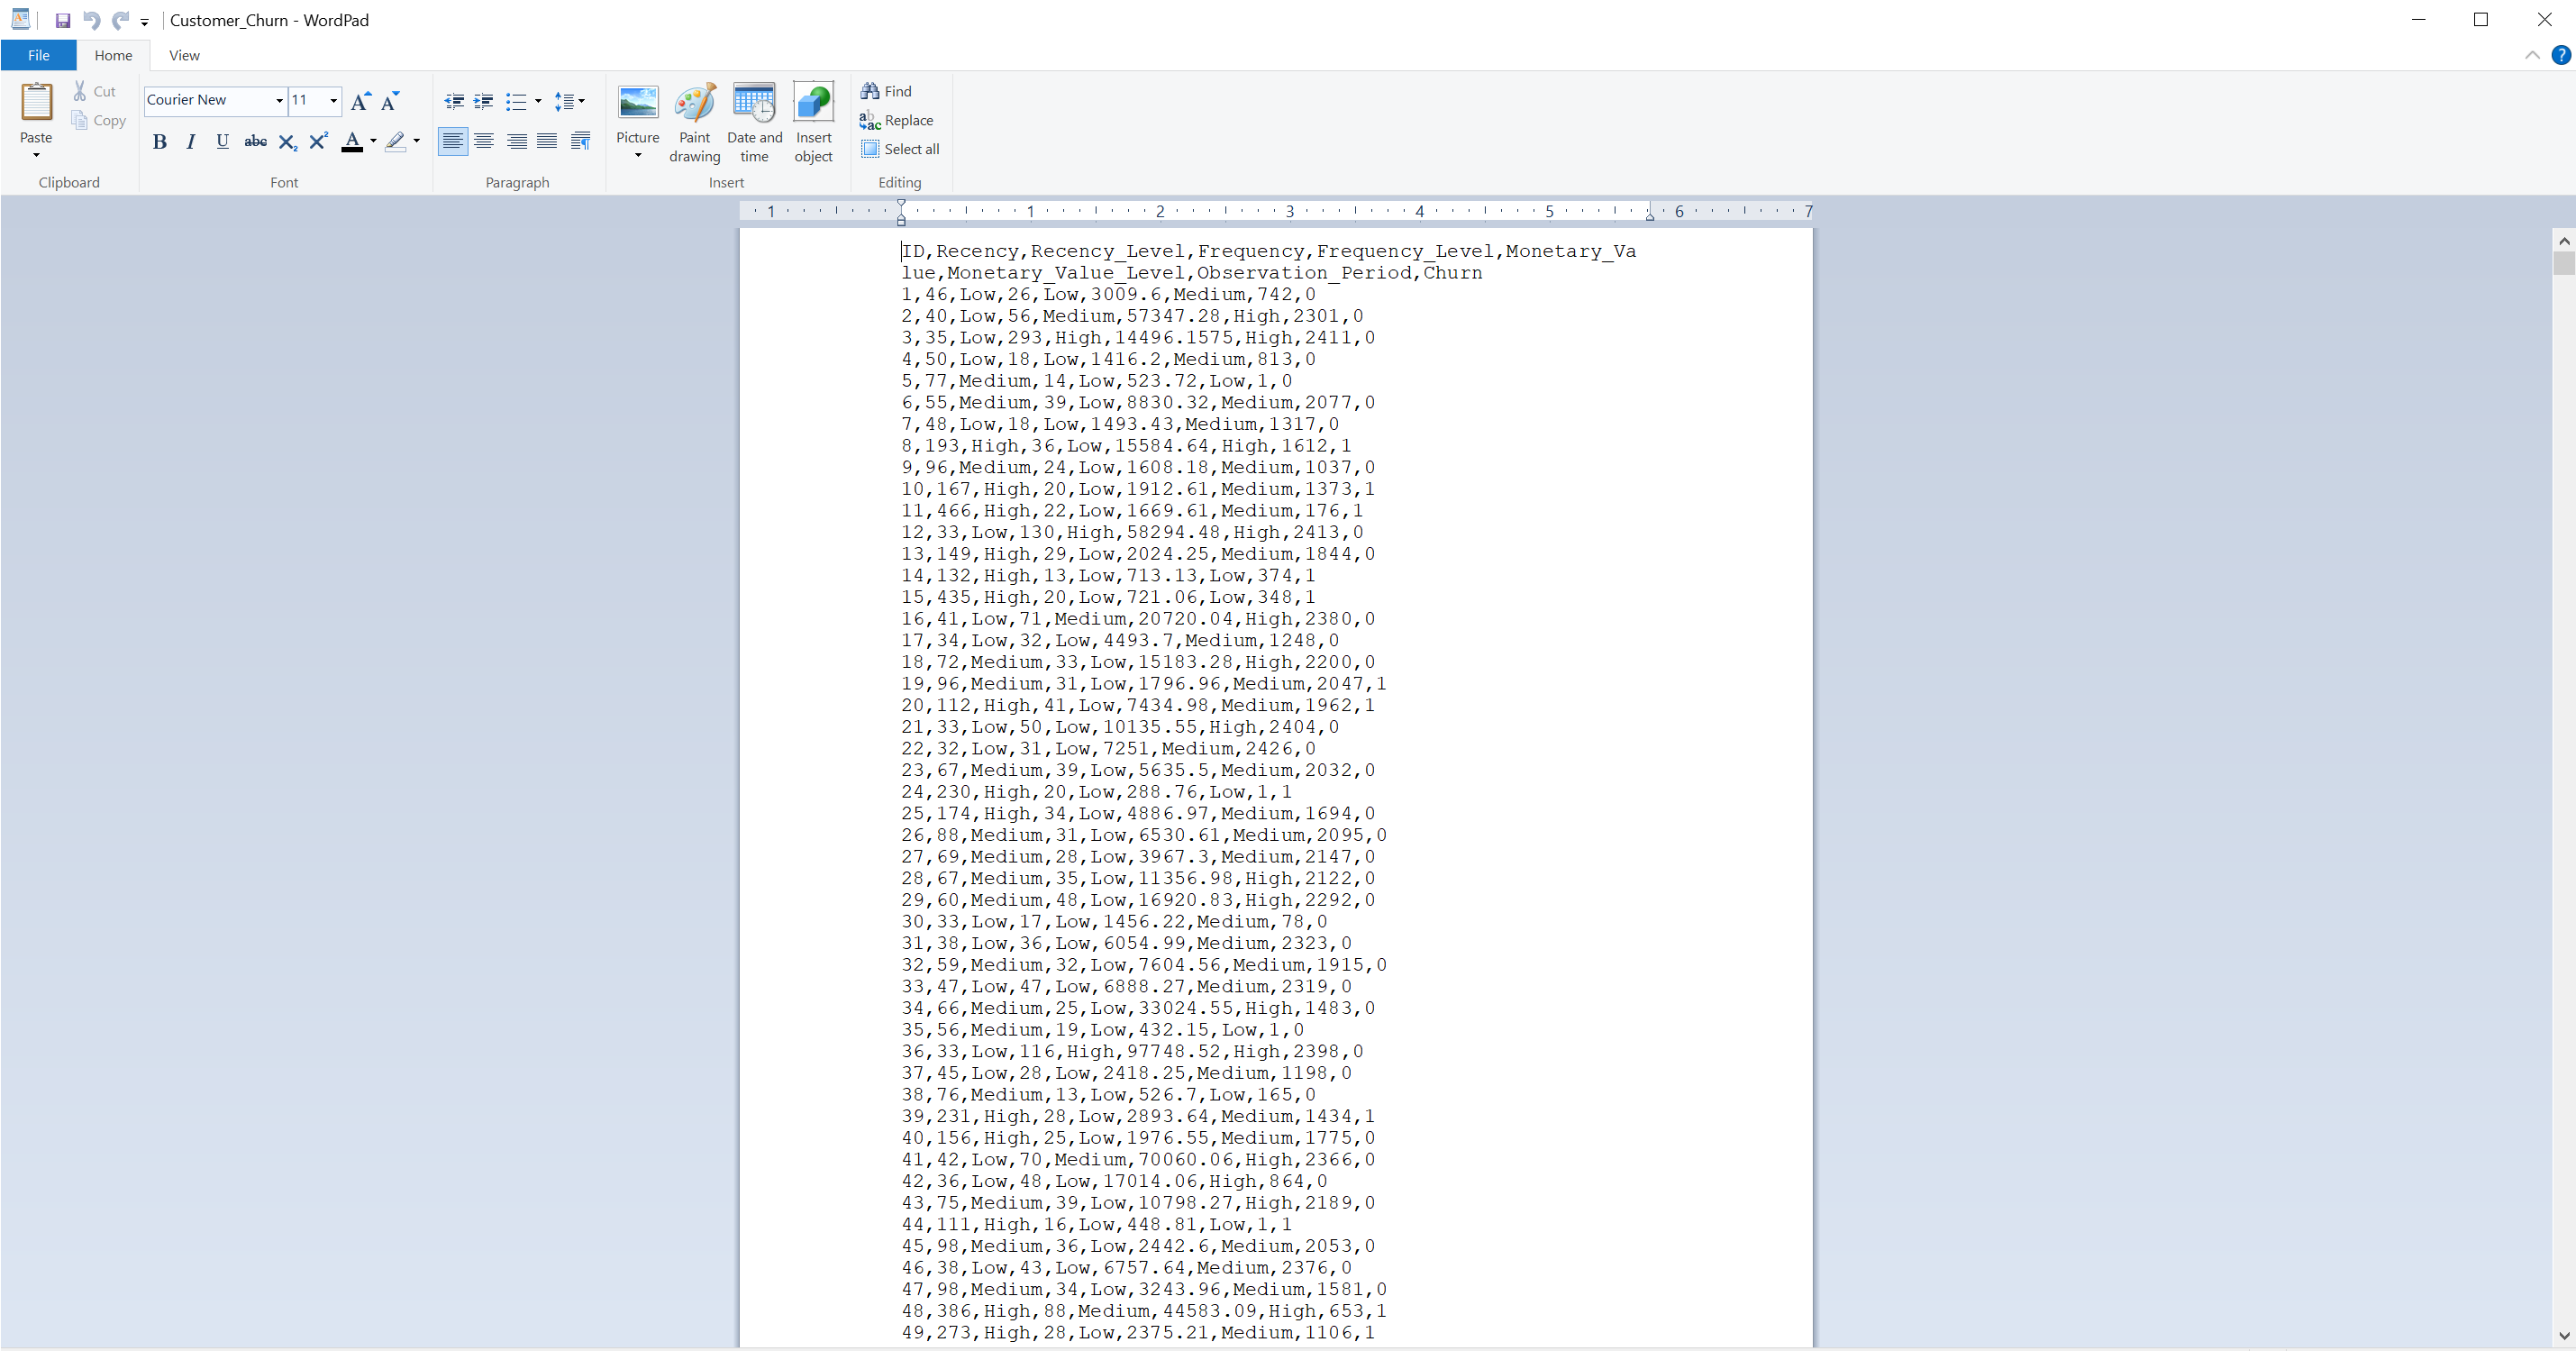 Customer_Churn - WordPad
File Home View
Paste
Cut
Copy
Clipboard
Courier New 11
B I U abc X₂ X² A
Font
Paragraph
Picture
Paint drawing
Date and time
Insert object
Insert
Find
Replace
Select all
Editing
1 1 2 3 4 5 6 7
ID,Recency,Recency_Level,Frequency,Frequency_Level,Monetary_Va
lue,Monetary_Value_Level,Observation_Period,Churn
1,46,Low,26,Low,3009.6,Medium,742,0
2,40,Low,56,Medium,57347.28,High,2301,0
3,35,Low,293,High,14496.1575,High,2411,0
4,50,Low,18,Low,1416.2,Medium,813,0
5,77,Medium,14,Low,523.72,Low,1,0
6,55,Medium,39,Low,8830.32,Medium,2077,0
7,48,Low,18,Low,1493.43,Medium,1317,0
8,193,High,36,Low,15584.64,High,1612,1
9,96,Medium,24,Low,1608.18,Medium,1037,0
10,167,High,20,Low,1912.61,Medium,1373,1
11,466,High,22,Low,1669.61,Medium,176,1
12,33,Low,130,High,58294.48,High,2413,0
13,149,High,29,Low,2024.25,Medium,1844,0
14,132,High,13,Low,713.13,Low,374,1
15,435,High,20,Low,721.06,Low,348,1
16,41,Low,71,Medium,20720.04,High,2380,0
17,34,Low,32,Low,4493.7,Medium,1248,0
18,72,Medium,33,Low,15183.28,High,2200,0
19,96,Medium,31,Low,1796.96,Medium,2047,1
20,112,High,41,Low,7434.98,Medium,1962,1
21,33,Low,50,Low,10135.55,High,2404,0
22,32,Low,31,Low,7251,Medium,2426,0
23,67,Medium,39,Low,5635.5,Medium,2032,0
24,230,High,20,Low,288.76,Low,1,1
25,174,High,34,Low,4886.97,Medium,1694,0
26,88,Medium,31,Low,6530.61,Medium,2095,0
27,69,Medium,28,Low,3967.3,Medium,2147,0
28,67,Medium,35,Low,11356.98,High,2122,0
29,60,Medium,48,Low,16920.83,High,2292,0
30,33,Low,17,Low,1456.22,Medium,78,0
31,38,Low,36,Low,6054.99,Medium,2323,0
32,59,Medium,32,Low,7604.56,Medium,1915,0
33,47,Low,47,Low,6888.27,Medium,2319,0
34,66,Medium,25,Low,33024.55,High,1483,0
35,56,Medium,19,Low,432.15,Low,1,0
36,33,Low,116,High,97748.52,High,2398,0
37,45,Low,28,Low,2418.25,Medium,1198,0
38,76,Medium,13,Low,526.7,Low,165,0
39,231,High,28,Low,2893.64,Medium,1434,1
40,156,High,25,Low,1976.55,Medium,1775,0
41,42,Low,70,Medium,70060.06,High,2366,0
42,36,Low,48,Low,17014.06,High,864,0
43,75,Medium,39,Low,10798.27,High,2189,0
44,111,High,16,Low,448.81,Low,1,1
45,98,Medium,36,Low,2442.6,Medium,2053,0
46,38,Low,43,Low,6757.64,Medium,2376,0
47,98,Medium,34,Low,3243.96,Medium,1581,0
48,386,High,88,Medium,44583.09,High,653,1
49,273,High,28,Low,2375.21,Medium,1106,1